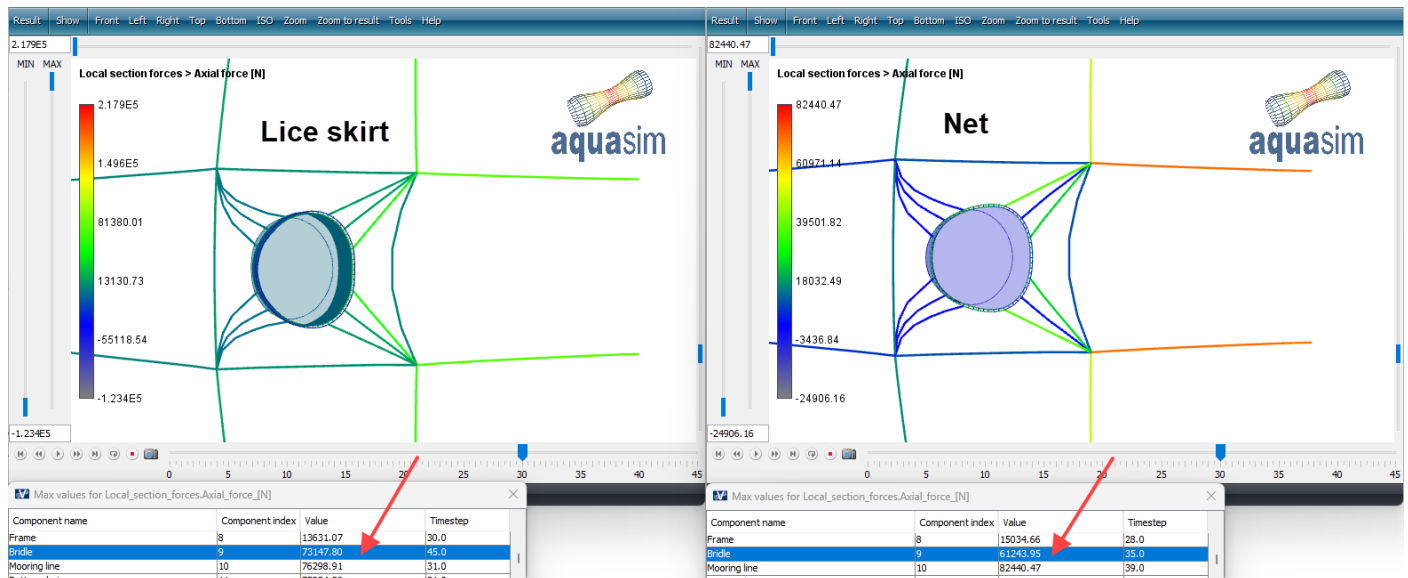 Result Show Front Left Right Top Bottom ISO Zoom Zoom to result Tools Help
2.179E5
MIN MAX
Local section forces > Axial force [N]
2.179E5
1.496E5
81380.01
13130.73
-55118.54
-1.234E5
Lice skirt
aquasim
-1.234E5
0 5 10 15 20 25 30 35 40 45
Max values for Local_section_forces.Axial_force_[N]
Component name Component index Value Timestep
Frame 8 13631.07 30.0
Bridle 9 73147.80 45.0
Mooring line 10 76298.91 31.0
Result Show Front Left Right Top Bottom ISO Zoom Zoom to result Tools Help
82440.47
MIN MAX
Local section forces > Axial force [N]
82440.47
60971.14
39501.82
18032.49
-3436.84
-24906.16
Net
aquasim
-24906.16
0 5 10 15 20 25 30 35 40 45
Max values for Local_section_forces.Axial_force_[N]
Component name Component index Value Timestep
Frame 8 15034.66 28.0
Bridle 9 61243.95 35.0
Mooring line 10 82440.47 39.0